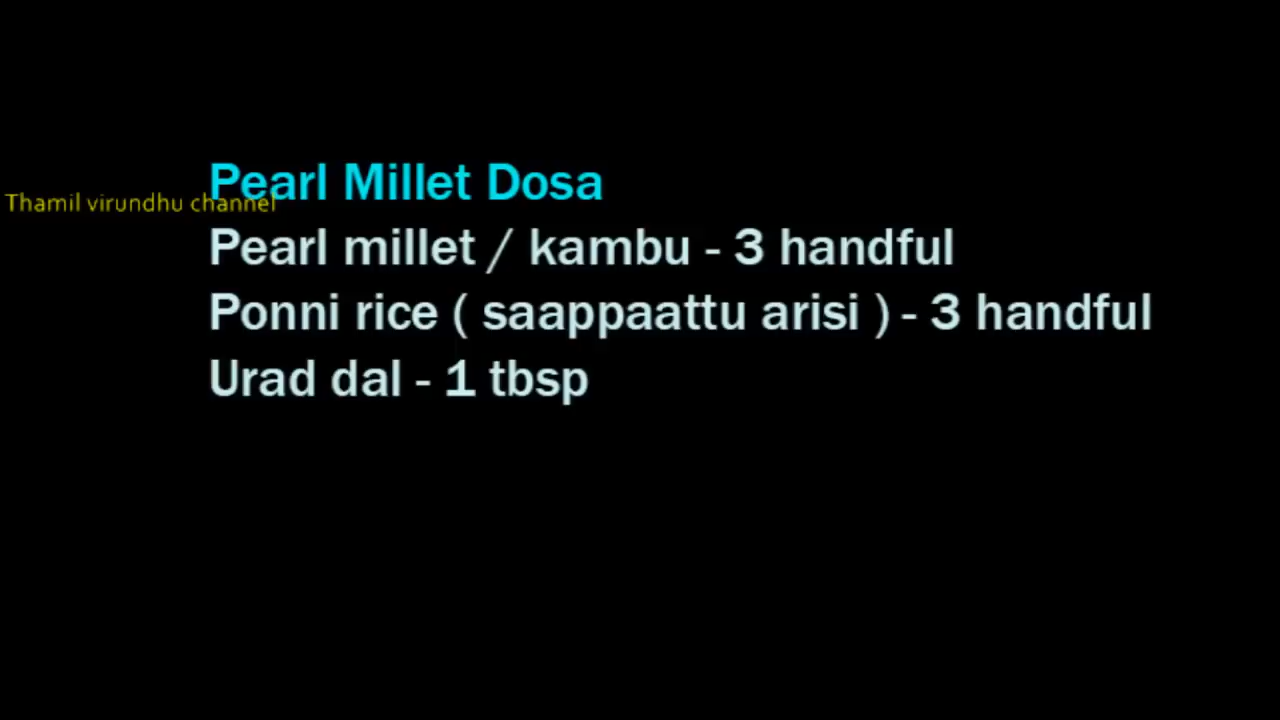 Pearl Millet Dosa
Thamil virundhu channel
Pearl millet / kambu - 3 handful
Ponni rice ( saappaattu arisi ) - 3 handful
Urad dal - 1 tbsp